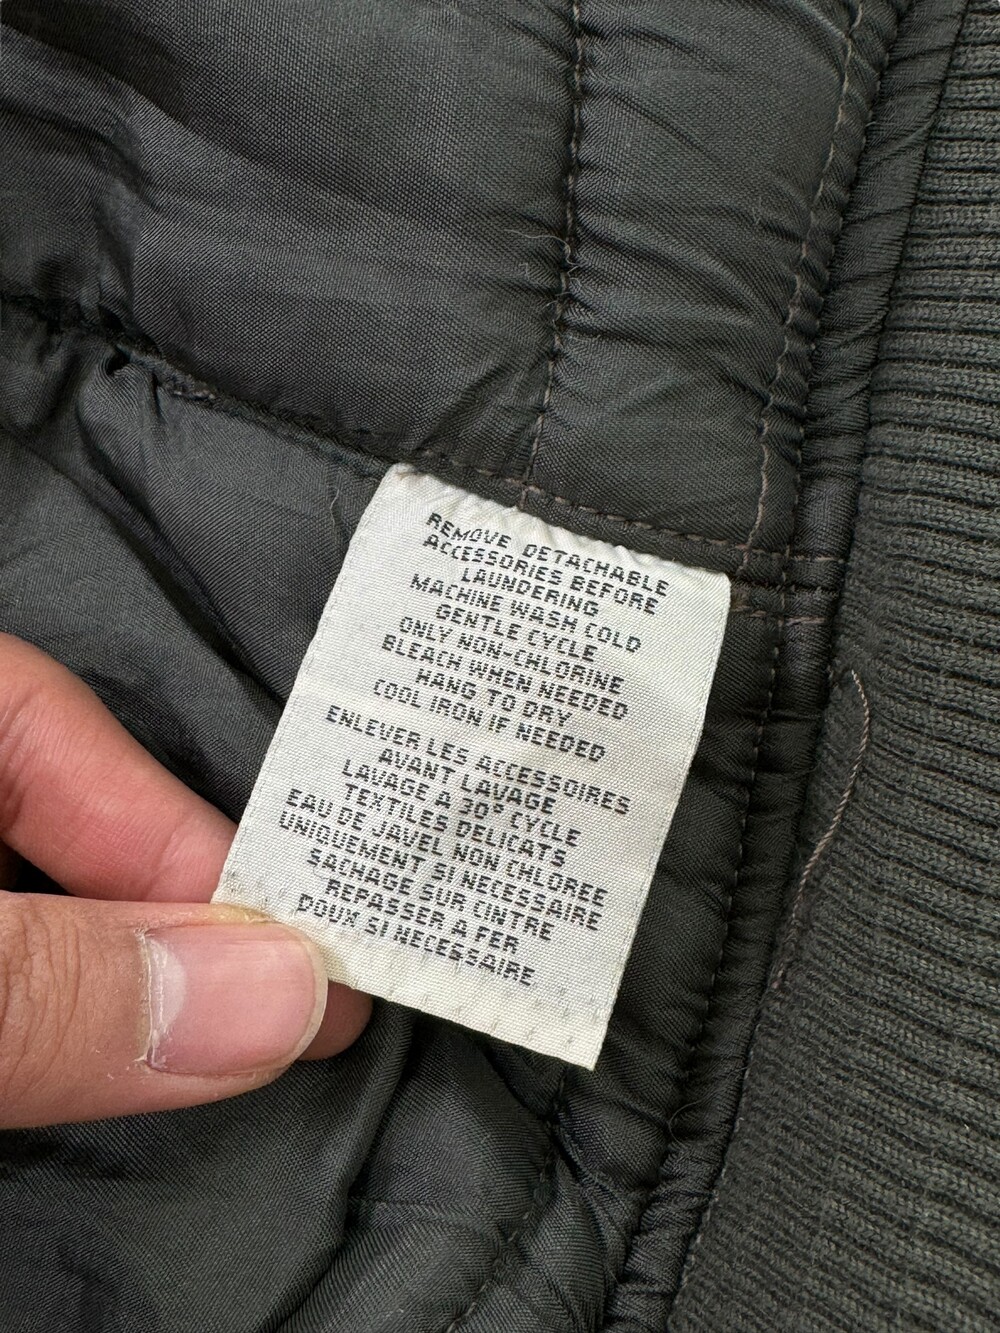 REMOVE DETACHABLE
ACCESSORIES BEFORE
LAUNDERING
MACHINE WASH COLD
GENTLE CYCLE
ONLY NON-CHLORINE
BLEACH WHEN NEEDED
HANG TO DRY
COOL IRON IF NEEDED
ENLEVER LES ACCESSOIRES
AVANT LAVAGE
LAVAGE A 30° CYCLE
TEXTILES DELICATS
EAU DE JAVEL NON CHLOREE
UNIQUEMENT SI NECESSAIRE
SACHAGE SUR CINTRE
REPASSER A FER
DOUX SI NECESSAIRE